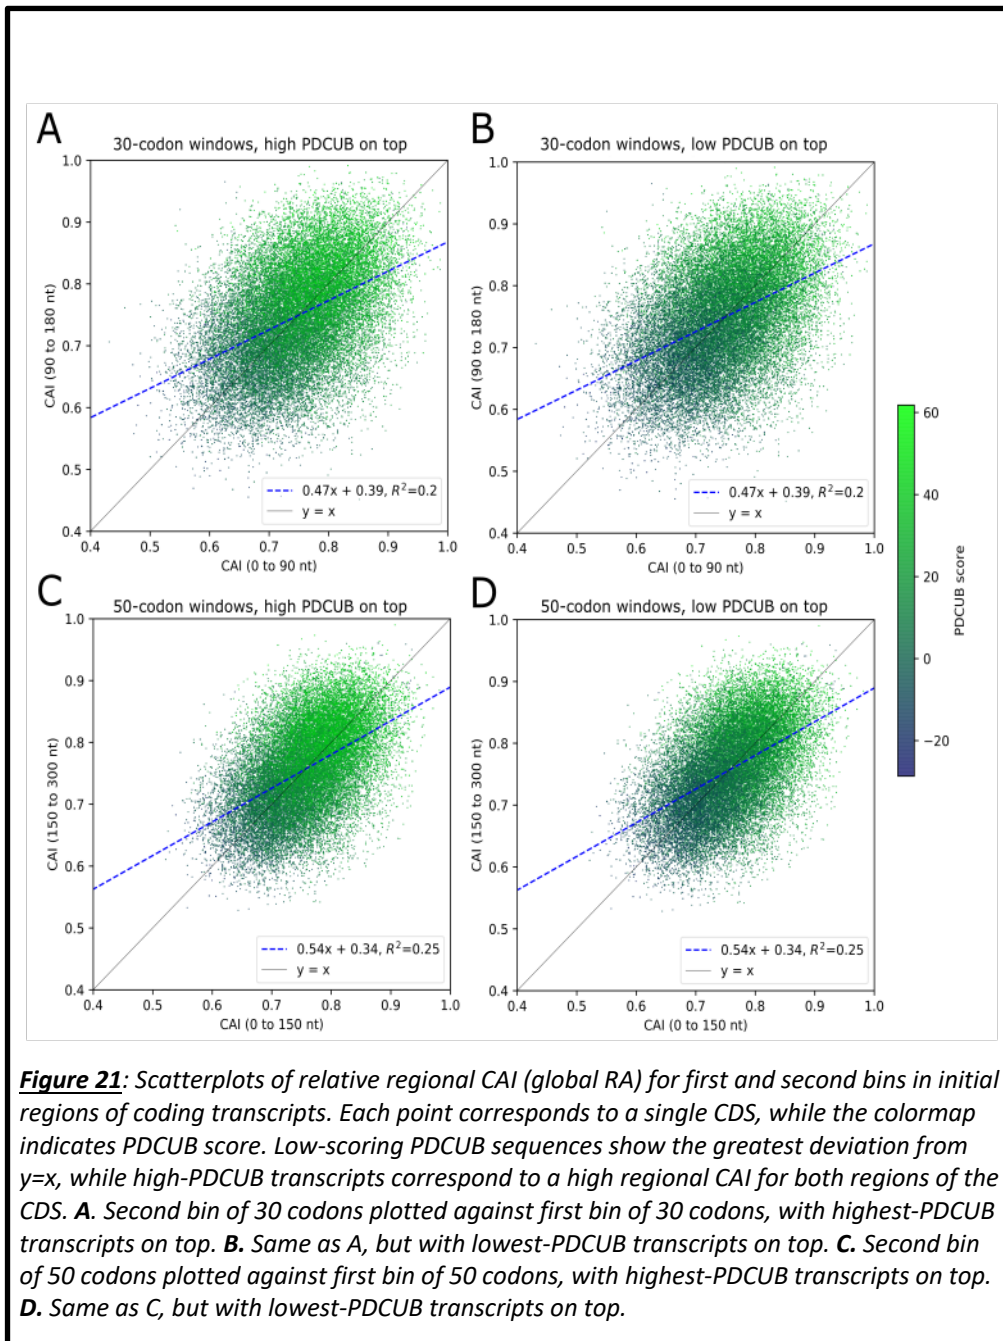 A
30-codon windows, high PDCUB on top
1.0
0.9
0.8
0.7
0.6
0.5
0.4
CAI (90 to 180 nt)
0.47x + 0.39, R²=0.2
y = x
0.4 0.5 0.6 0.7 0.8 0.9 1.0
CAI (0 to 90 nt)
B
30-codon windows, low PDCUB on top
1.0
0.9
0.8
0.7
0.6
0.5
0.4
CAI (90 to 180 nt)
0.47x + 0.39, R²=0.2
y = x
0.4 0.5 0.6 0.7 0.8 0.9 1.0
CAI (0 to 90 nt)
C
50-codon windows, high PDCUB on top
1.0
0.9
0.8
0.7
0.6
0.5
0.4
CAI (150 to 300 nt)
0.54x + 0.34, R²=0.25
y = x
0.4 0.5 0.6 0.7 0.8 0.9 1.0
CAI (0 to 150 nt)
D
50-codon windows, low PDCUB on top
1.0
0.9
0.8
0.7
0.6
0.5
0.4
CAI (150 to 300 nt)
0.54x + 0.34, R²=0.25
y = x
0.4 0.5 0.6 0.7 0.8 0.9 1.0
CAI (0 to 150 nt)
60
40
20
0
−20
PDCUB score
Figure 21: Scatterplots of relative regional CAI (global RA) for first and second bins in initial
regions of coding transcripts. Each point corresponds to a single CDS, while the colormap
indicates PDCUB score. Low-scoring PDCUB sequences show the greatest deviation from
y=x, while high-PDCUB transcripts correspond to a high regional CAI for both regions of the
CDS. A. Second bin of 30 codons plotted against first bin of 30 codons, with highest-PDCUB
transcripts on top. B. Same as A, but with lowest-PDCUB transcripts on top. C. Second bin
of 50 codons plotted against first bin of 50 codons, with highest-PDCUB transcripts on top.
D. Same as C, but with lowest-PDCUB transcripts on top.